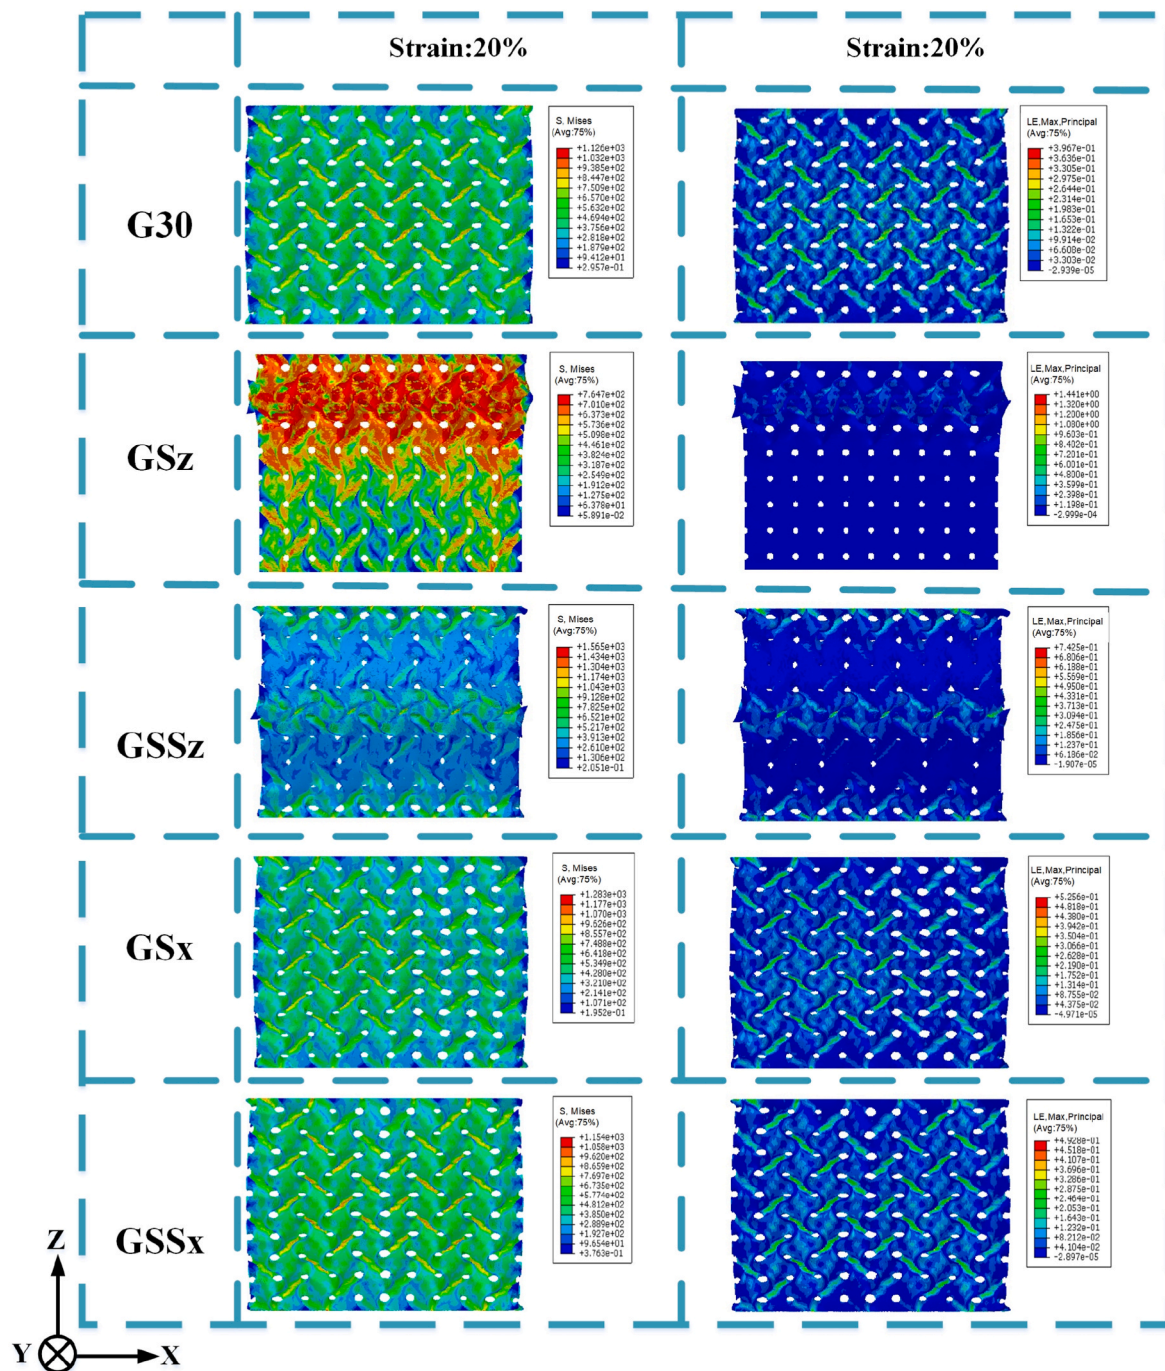 Strain:20%
Strain:20%
G30
S, Mises
(Avg:75%)
+1.126e+03
+1.032e+03
+9.385e+02
+8.447e+02
+7.509e+02
+6.570e+02
+5.632e+02
+4.694e+02
+3.756e+02
+2.818e+02
+1.879e+02
+9.412e+01
+2.957e-01
LE,Max,Principal
(Avg:75%)
+3.967e-01
+3.636e-01
+3.305e-01
+2.975e-01
+2.644e-01
+2.314e-01
+1.983e-01
+1.653e-01
+1.322e-01
+9.914e-02
+6.608e-02
+3.303e-02
-2.939e-05
GSz
S, Mises
(Avg:75%)
+7.647e+02
+7.010e+02
+6.373e+02
+5.736e+02
+5.098e+02
+4.461e+02
+3.824e+02
+3.187e+02
+2.549e+02
+1.912e+02
+1.275e+02
+6.378e+01
+5.891e-02
LE,Max,Principal
(Avg:75%)
+1.441e+00
+1.320e+00
+1.200e+00
+1.080e+00
+9.603e-01
+8.402e-01
+7.201e-01
+6.001e-01
+4.800e-01
+3.599e-01
+2.398e-01
+1.198e-01
-2.999e-04
GSSz
S, Mises
(Avg:75%)
+1.565e+03
+1.434e+03
+1.304e+03
+1.174e+03
+1.043e+03
+9.128e+02
+7.825e+02
+6.521e+02
+5.217e+02
+3.913e+02
+2.610e+02
+1.306e+02
+2.051e-01
LE,Max,Principal
(Avg:75%)
+7.425e-01
+6.806e-01
+6.188e-01
+5.569e-01
+4.950e-01
+4.331e-01
+3.713e-01
+3.094e-01
+2.475e-01
+1.856e-01
+1.237e-01
+6.186e-02
-1.907e-05
GSx
S, Mises
(Avg:75%)
+1.283e+03
+1.177e+03
+1.070e+03
+9.626e+02
+8.557e+02
+7.488e+02
+6.418e+02
+5.349e+02
+4.280e+02
+3.210e+02
+2.141e+02
+1.071e+02
+1.952e-01
LE,Max,Principal
(Avg:75%)
+5.256e-01
+4.818e-01
+4.380e-01
+3.942e-01
+3.504e-01
+3.066e-01
+2.628e-01
+2.190e-01
+1.752e-01
+1.314e-01
+8.755e-02
+4.375e-02
-4.971e-05
GSSx
S, Mises
(Avg:75%)
+1.154e+03
+1.058e+03
+9.620e+02
+8.659e+02
+7.697e+02
+6.735e+02
+5.774e+02
+4.812e+02
+3.850e+02
+2.889e+02
+1.927e+02
+9.654e+01
+3.763e-01
LE,Max,Principal
(Avg:75%)
+4.928e-01
+4.518e-01
+4.107e-01
+3.696e-01
+3.286e-01
+2.875e-01
+2.464e-01
+2.053e-01
+1.643e-01
+1.232e-01
+8.212e-02
+4.104e-02
-2.897e-05
Z
Y
X